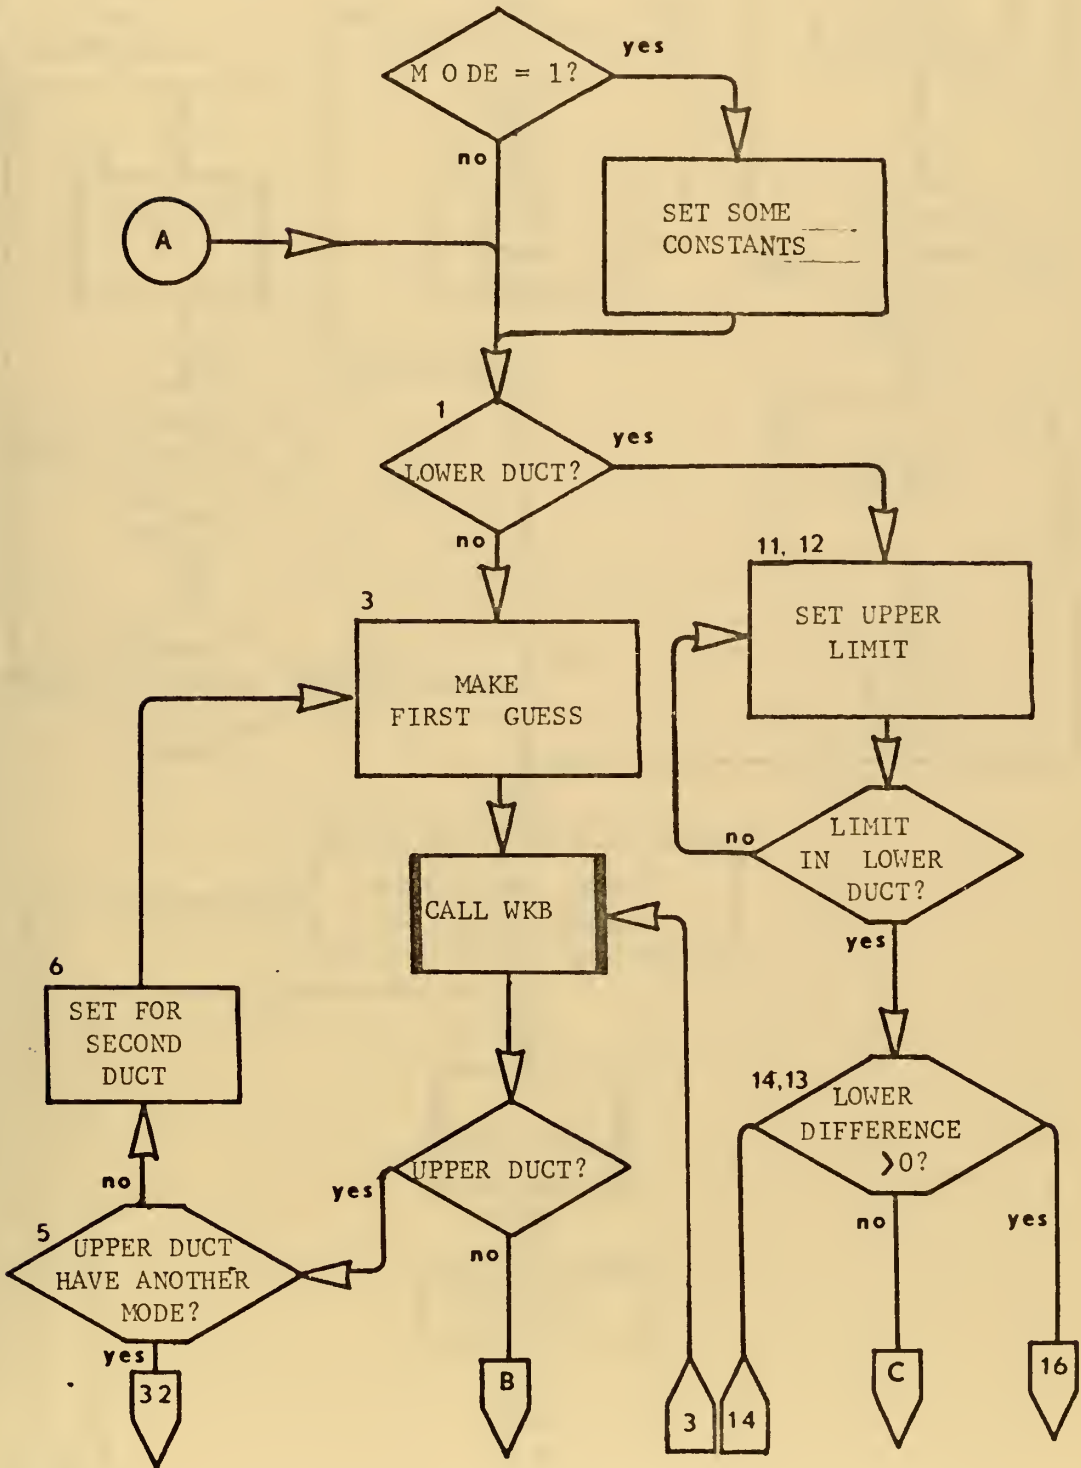 M O DE = 1?
yes
no
SET SOME
CONSTANTS
A
1
LOWER DUCT?
yes
no
11, 12
SET UPPER
LIMIT
3
MAKE
FIRST GUESS
LIMIT
IN LOWER
DUCT?
no
yes
CALL WKB
6
SET FOR
SECOND
DUCT
14,13
LOWER
DIFFERENCE
>0?
no
yes
UPPER DUCT?
yes
no
no
5
UPPER DUCT
HAVE ANOTHER
MODE?
yes
32
B
3
14
C
16